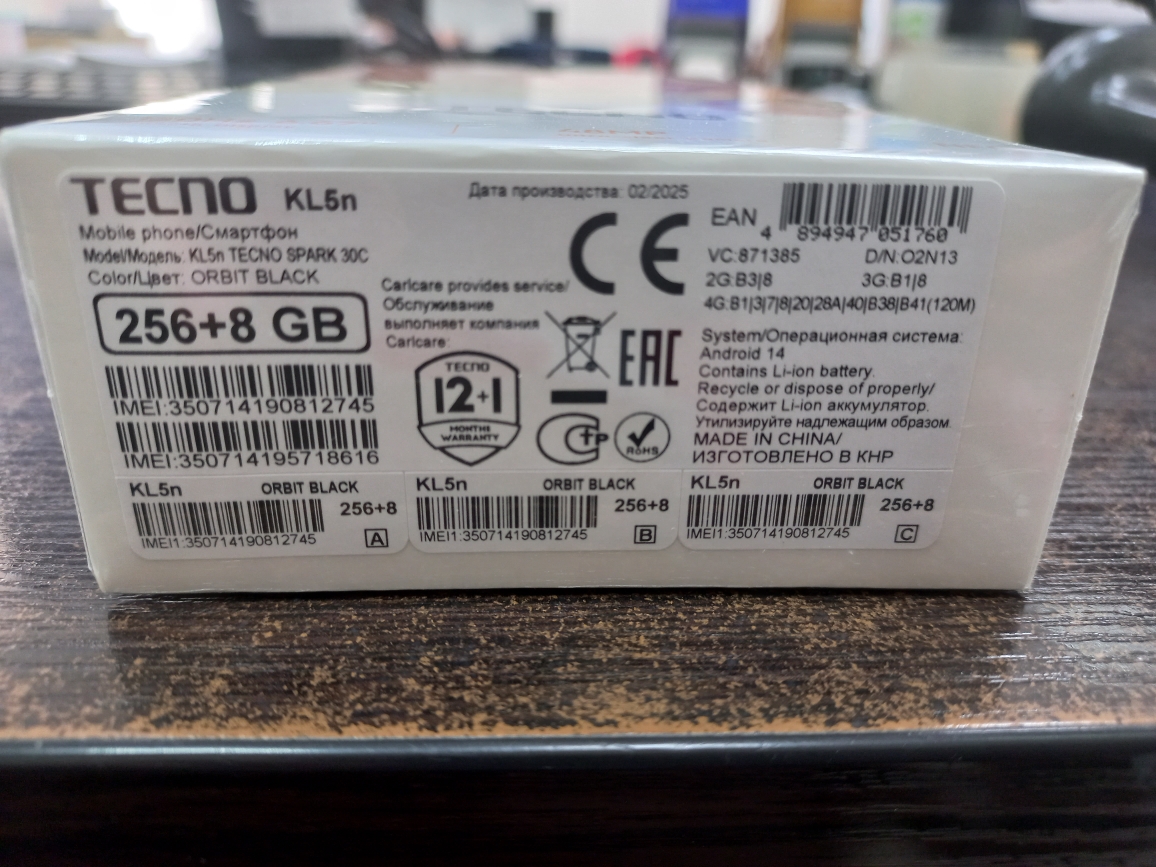 TECNO KL5n
Mobile phone/Смартфон
Model/Модель: KL5n TECNO SPARK 30C
Color/Цвет: ORBIT BLACK
256+8 GB
IMEI:350714190812745
IMEI:350714195718616
Дата производства: 02/2025
Carlcare provides service/
Обслуживание
выполняет компания
Carlcare:
TECNO
12+1
MONTHS
WARRANTY
CE
EAC
СТР
RoHS
EAN
4 894947 051760
VC:871385 D/N:O2N13
2G:B3|8 3G:B1|8
4G:B1|3|7|8|20|28A|40|B38|B41(120M)
System/Операционная система:
Android 14
Contains Li-ion battery.
Recycle or dispose of properly/
Содержит Li-ion аккумулятор.
Утилизируйте надлежащим образом.
MADE IN CHINA/
ИЗГОТОВЛЕНО В КНР
KL5n ORBIT BLACK
256+8
IMEI1:350714190812745 A
KL5n ORBIT BLACK
256+8
IMEI1:350714190812745 B
KL5n ORBIT BLACK
256+8
IMEI1:350714190812745 C